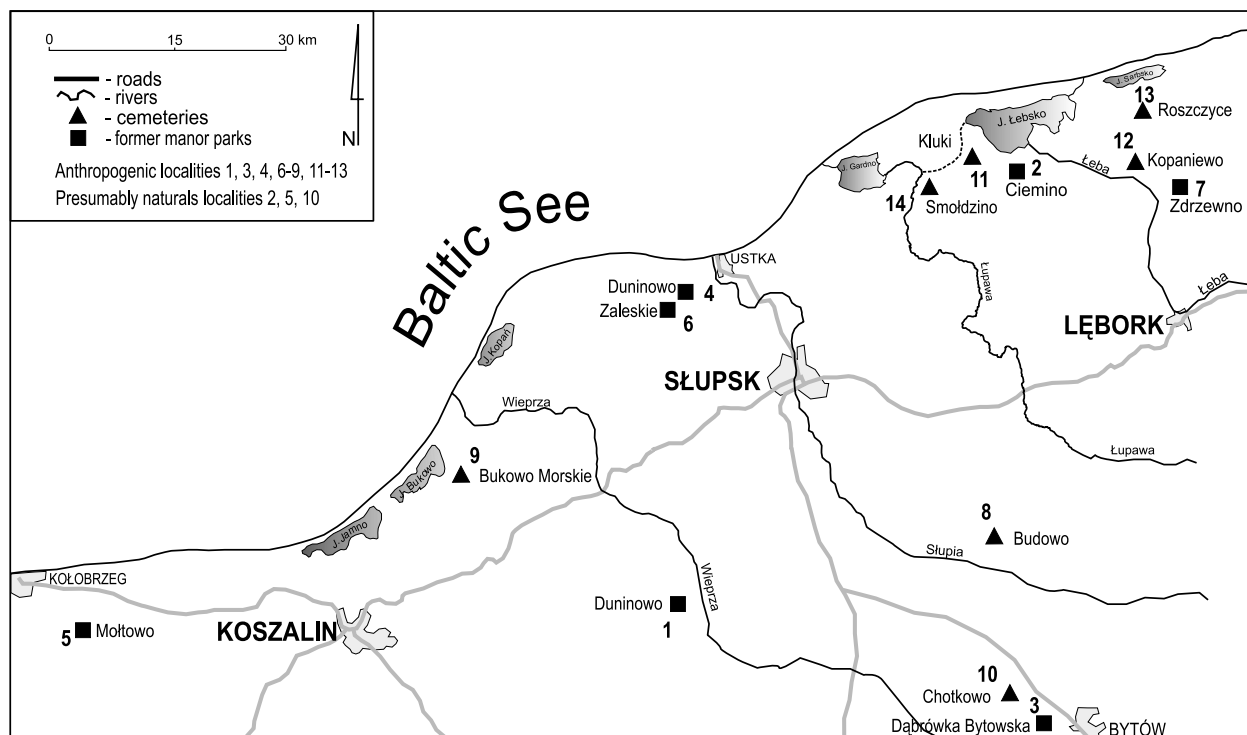 0 15 30 km
- roads
- rivers
- cemeteries
- former manor parks
N
Anthropogenic localities 1, 3, 4, 6-9, 11-13
Presumably naturals localities 2, 5, 10
Baltic See
J. Sarbsko
13
Roszczyce
J. Łebsko
Kluki
J. Gardno
12
Kopaniewo
Łeba
11
2
Ciemino
7
Zdrzewno
14
Smołdzino
USTKA
Łupawa
Łeba
Duninowo
4
Zaleskie
6
LĘBORK
J. Kopań
SŁUPSK
Wieprza
9
Bukowo Morskie
J. Bukowo
Łupawa
J. Jamno
8
Budowo
Słupia
KOŁOBRZEG
Wieprza
Duninowo
1
5
Mołtowo
KOSZALIN
10
Chotkowo
3
Dąbrówka Bytowska
BYTÓW